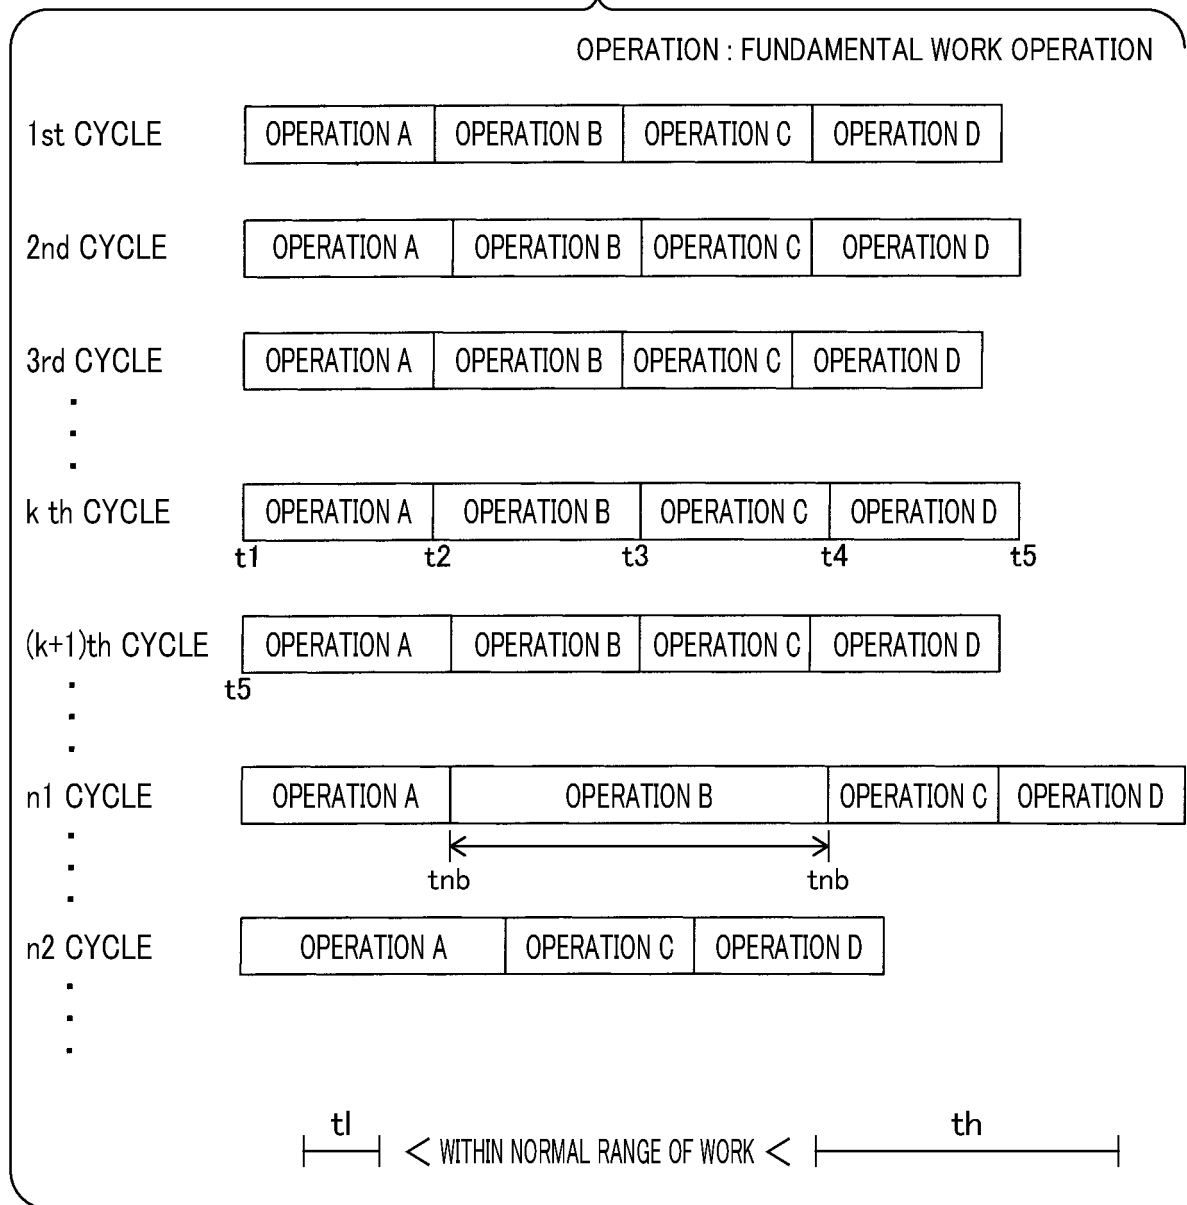 OPERATION : FUNDAMENTAL WORK OPERATION
1st CYCLE OPERATION A OPERATION B OPERATION C OPERATION D
2nd CYCLE OPERATION A OPERATION B OPERATION C OPERATION D
3rd CYCLE OPERATION A OPERATION B OPERATION C OPERATION D
k th CYCLE OPERATION A OPERATION B OPERATION C OPERATION D
t1 t2 t3 t4 t5
(k+1)th CYCLE OPERATION A OPERATION B OPERATION C OPERATION D
t5
n1 CYCLE OPERATION A OPERATION B OPERATION C OPERATION D
tnb tnb
n2 CYCLE OPERATION A OPERATION C OPERATION D
tl < WITHIN NORMAL RANGE OF WORK < th